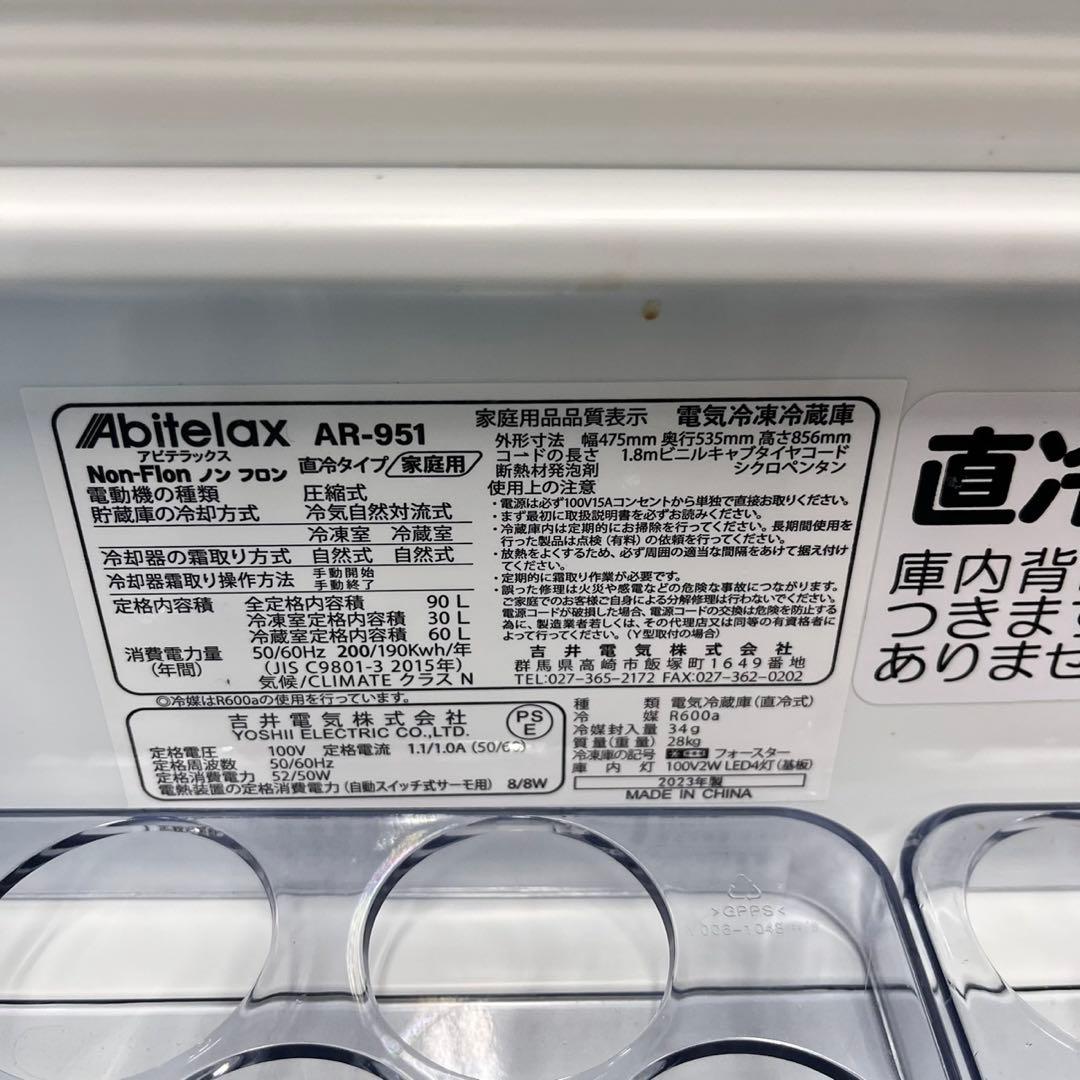 Abitelax AR-951
アビテラックス
Non-Flon ノン フロン 直冷タイプ/家庭用
電動機の種類 圧縮式
貯蔵庫の冷却方式 冷気自然対流式
冷凍室 冷蔵室
冷却器の霜取り方式 自然式 自然式
冷却器霜取り操作方法 手動開始
手動終了
定格内容積 全定格内容積 90 L
冷凍室定格内容積 30 L
冷蔵室定格内容積 60 L
消費電力量 50/60Hz 200/190Kwh/年
(年間) (JIS C9801-3 2015年)
気候/CLIMATE クラス N
家庭用品品質表示 電気冷凍冷蔵庫
外形寸法 幅475mm 奥行535mm 高さ856mm
コードの長さ 1.8mビニルキャブタイヤコード
断熱材発泡剤 シクロペンタン
使用上の注意
・電源は必ず100V15Aコンセントから単独で直接お取りください。
・まず最初に取扱説明書を必ずお読みください。
・冷蔵庫内は定期的にお掃除を行ってください。長期間使用を
行った製品は点検(有料)の依頼を行ってください。
・放熱をよくするため、必ず周囲の適当な間隔をあけて据え付け
てください。
・定期的に霜取り作業が必要です。
・誤った修理は火災や感電などの危険な事故につながります。
ご家庭でのお客様ご自身による分解修理は行わないでください。
電源コードが破損した場合、電源コードの交換は危険を防止する
為に、製造業者若しくは、その代理店又は同等の有資格者に
よって行ってください。(Y型取付の場合)
吉井電気株式会社
群馬県高崎市飯塚町1649番地
TEL:027-365-2172 FAX:027-362-0202
◎冷媒はR600aの使用を行っています。
吉井電気株式会社
YOSHII ELECTRIC CO.,LTD.
PS
E
定格電圧 100V 定格電流 1.1/1.0A (50/60)
定格周波数 50/60Hz
定格消費電力 52/50W
電熱装置の定格消費電力(自動スイッチ式サーモ用) 8/8W
種類 電気冷蔵庫(直冷式)
冷媒 R600a
冷媒封入量 34g
質量(重量) 28kg
冷凍庫の記号 フォースター
庫内灯 100V2W LED4灯(基板)
2023年製
MADE IN CHINA
直冷
庫内背
つきます
ありませ
>GPPS<